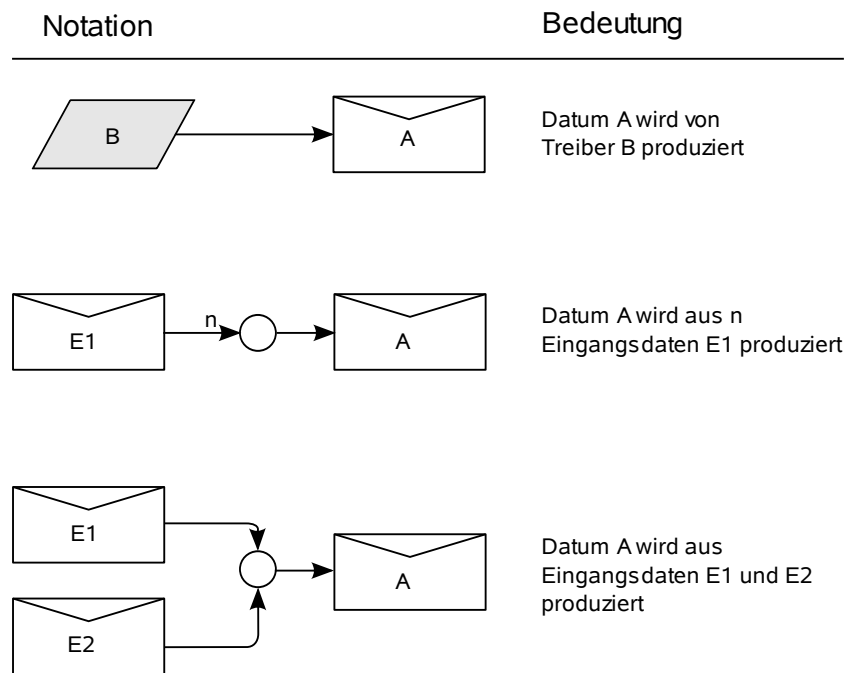 Notation
Bedeutung
B
A
Datum A wird von
Treiber B produziert
E1
n
A
Datum A wird aus n
Eingangsdaten E1 produziert
E1
E2
A
Datum A wird aus
Eingangsdaten E1 und E2
produziert